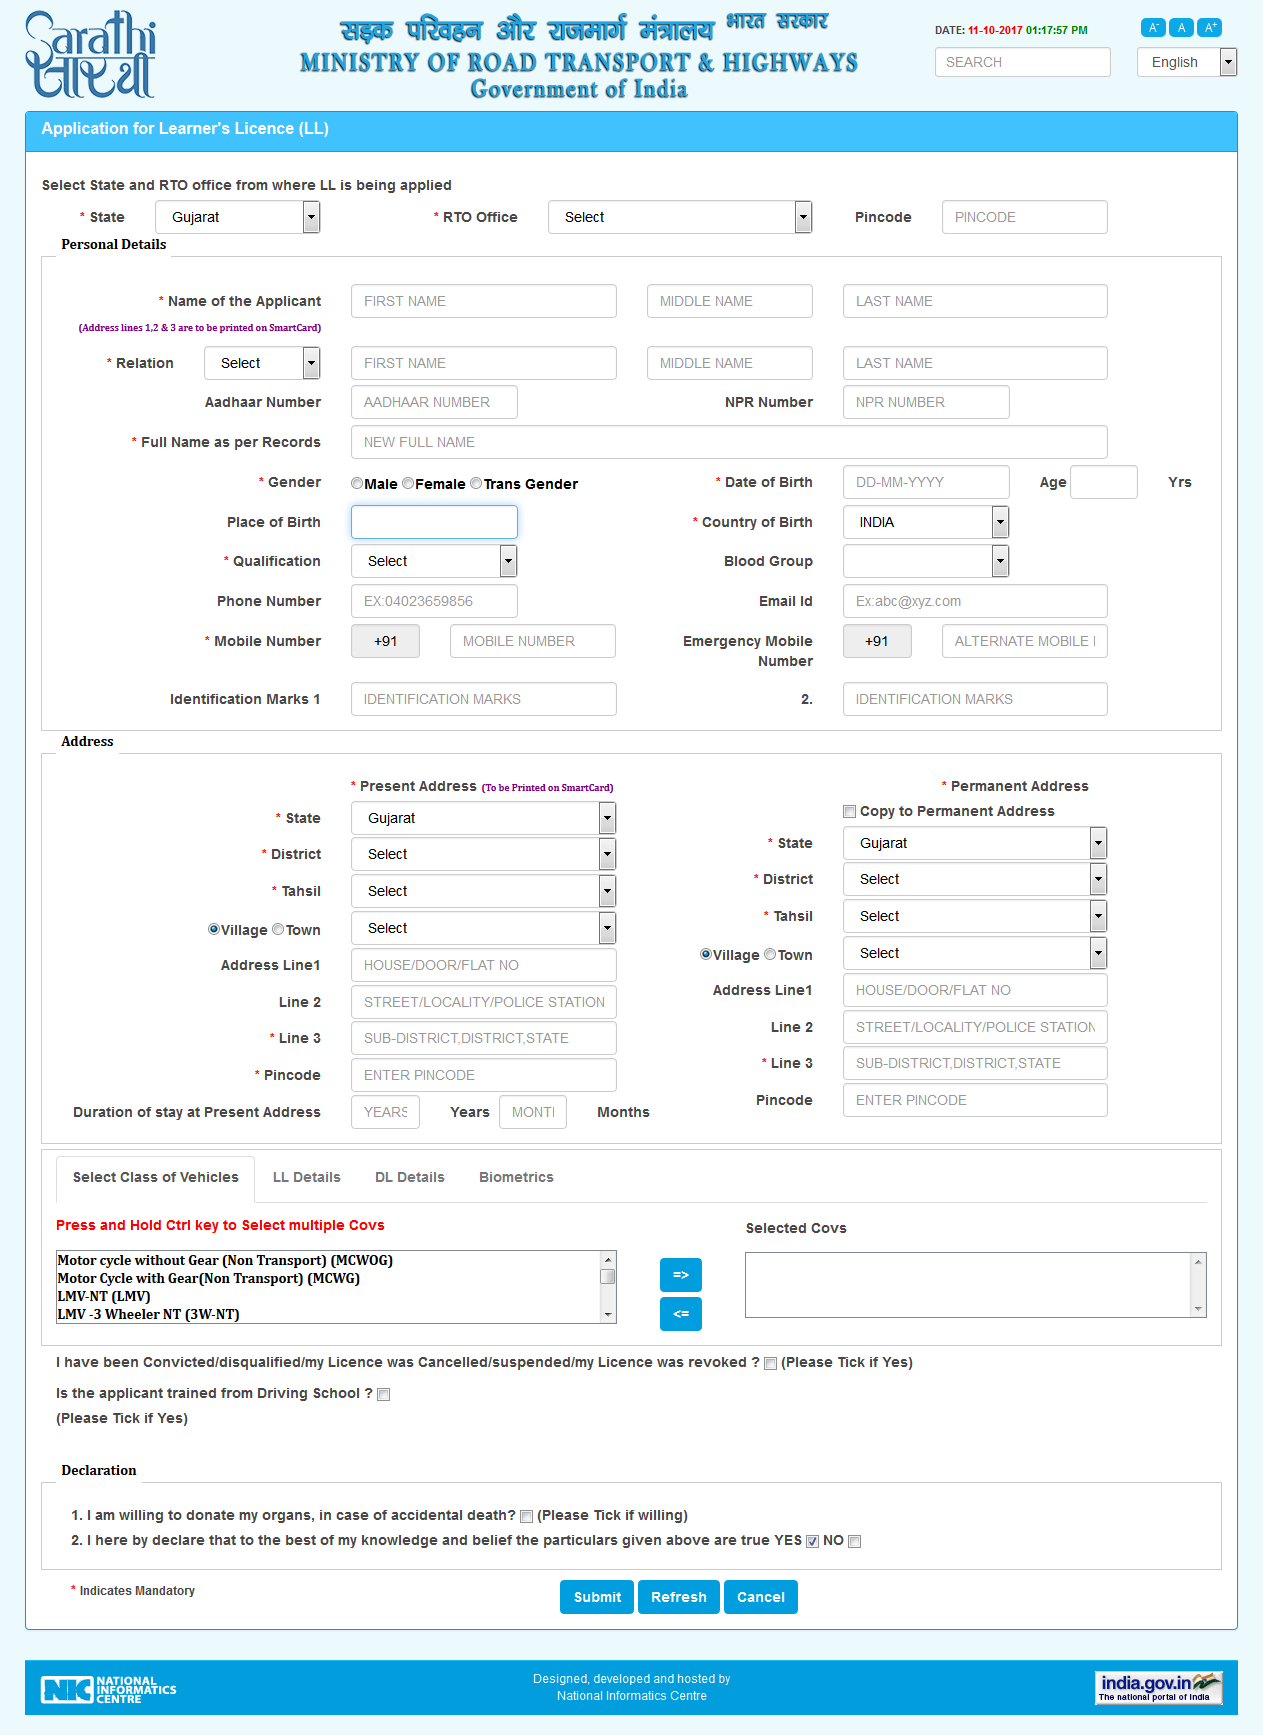 Sarathi
सारथी
सड़क परिवहन और राजमार्ग मंत्रालय भारत सरकार
MINISTRY OF ROAD TRANSPORT & HIGHWAYS
Government of India
DATE: 11-10-2017 01:17:57 PM
A- A A+
SEARCH English
Application for Learner's Licence (LL)
Select State and RTO office from where LL is being applied
* State Gujarat * RTO Office Select Pincode PINCODE
Personal Details
* Name of the Applicant FIRST NAME MIDDLE NAME LAST NAME
(Address lines 1,2 & 3 are to be printed on SmartCard)
* Relation Select FIRST NAME MIDDLE NAME LAST NAME
Aadhaar Number AADHAAR NUMBER NPR Number NPR NUMBER
* Full Name as per Records NEW FULL NAME
* Gender Male Female Trans Gender * Date of Birth DD-MM-YYYY Age Yrs
Place of Birth * Country of Birth INDIA
* Qualification Select Blood Group
Phone Number EX:04023659856 Email Id Ex:abc@xyz.com
* Mobile Number +91 MOBILE NUMBER Emergency Mobile Number +91 ALTERNATE MOBILE
Identification Marks 1 IDENTIFICATION MARKS 2. IDENTIFICATION MARKS
Address
* Present Address (To be Printed on SmartCard)
* State Gujarat
* District Select
* Tahsil Select
Village Town Select
Address Line1 HOUSE/DOOR/FLAT NO
Line 2 STREET/LOCALITY/POLICE STATION
* Line 3 SUB-DISTRICT,DISTRICT,STATE
* Pincode ENTER PINCODE
Duration of stay at Present Address YEARS Years MONTH Months
* Permanent Address
Copy to Permanent Address
* State Gujarat
* District Select
* Tahsil Select
Village Town Select
Address Line1 HOUSE/DOOR/FLAT NO
Line 2 STREET/LOCALITY/POLICE STATION
* Line 3 SUB-DISTRICT,DISTRICT,STATE
Pincode ENTER PINCODE
Select Class of Vehicles LL Details DL Details Biometrics
Press and Hold Ctrl key to Select multiple Covs
Motor cycle without Gear (Non Transport) (MCWOG)
Motor Cycle with Gear(Non Transport) (MCWG)
LMV-NT (LMV)
LMV -3 Wheeler NT (3W-NT)
=>
<=
Selected Covs
I have been Convicted/disqualified/my Licence was Cancelled/suspended/my Licence was revoked ? (Please Tick if Yes)
Is the applicant trained from Driving School ?
(Please Tick if Yes)
Declaration
1. I am willing to donate my organs, in case of accidental death? (Please Tick if willing)
2. I here by declare that to the best of my knowledge and belief the particulars given above are true YES NO
* Indicates Mandatory
Submit Refresh Cancel
NIC NATIONAL
INFORMATICS
CENTRE
Designed, developed and hosted by
National Informatics Centre
india.gov.in
The national portal of India